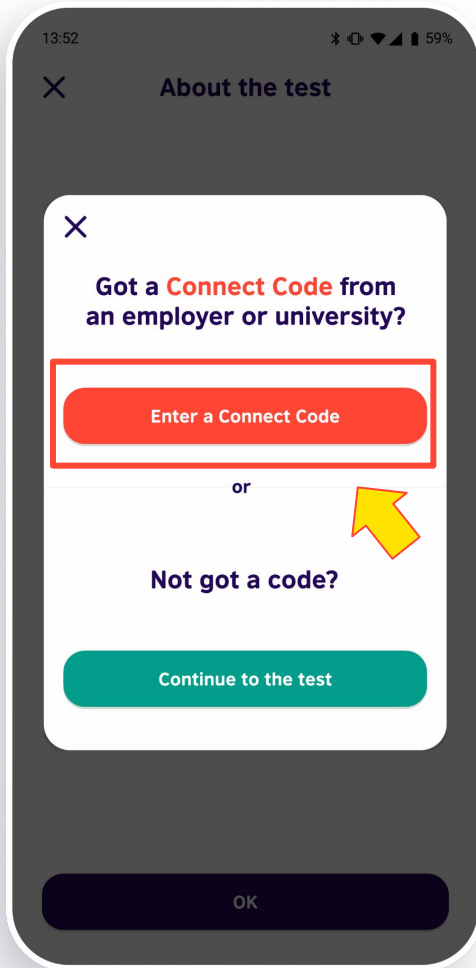 13:52 59%
About the test
Got a Connect Code from
an employer or university?
Enter a Connect Code
or
Not got a code?
Continue to the test
OK